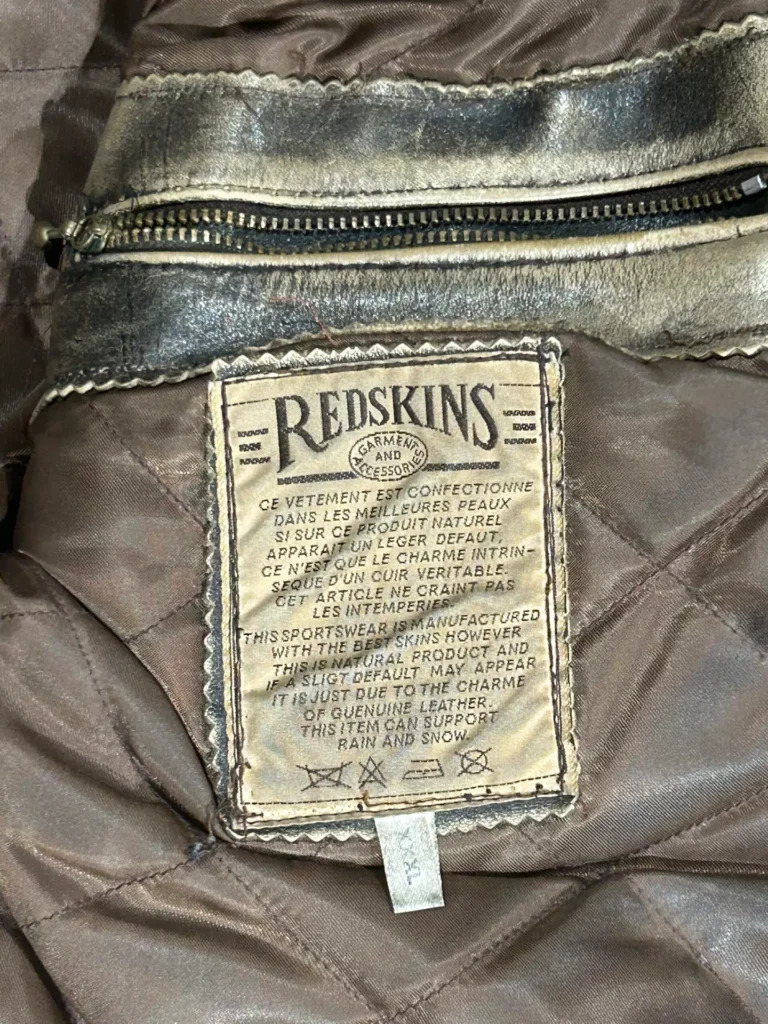 REDSKINS
GARMENTS
AND
ACCESSORIES
CE VETEMENT EST CONFECTIONNE
DANS LES MEILLEURES PEAUX
SI SUR CE PRODUIT NATUREL
APPARAIT UN LEGER DEFAUT,
CE N'EST QUE LE CHARME INTRIN-
SEQUE D'UN CUIR VERITABLE.
CET ARTICLE NE CRAINT PAS
LES INTEMPERIES.
THIS SPORTSWEAR IS MANUFACTURED
WITH THE BEST SKINS HOWEVER
THIS IS NATURAL PRODUCT AND
IF A SLIGT DEFAULT MAY APPEAR
IT IS JUST DUE TO THE CHARME
OF GUENUINE LEATHER.
THIS ITEM CAN SUPPORT
RAIN AND SNOW.
XXXL